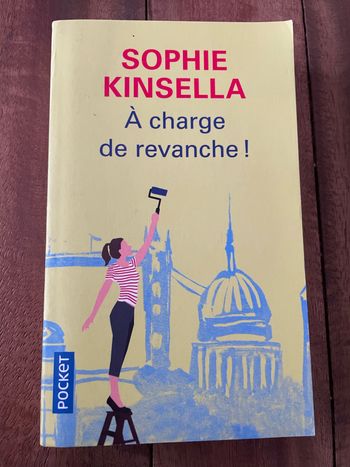 SOPHIE
KINSELLA
À charge
de revanche !
POCKET